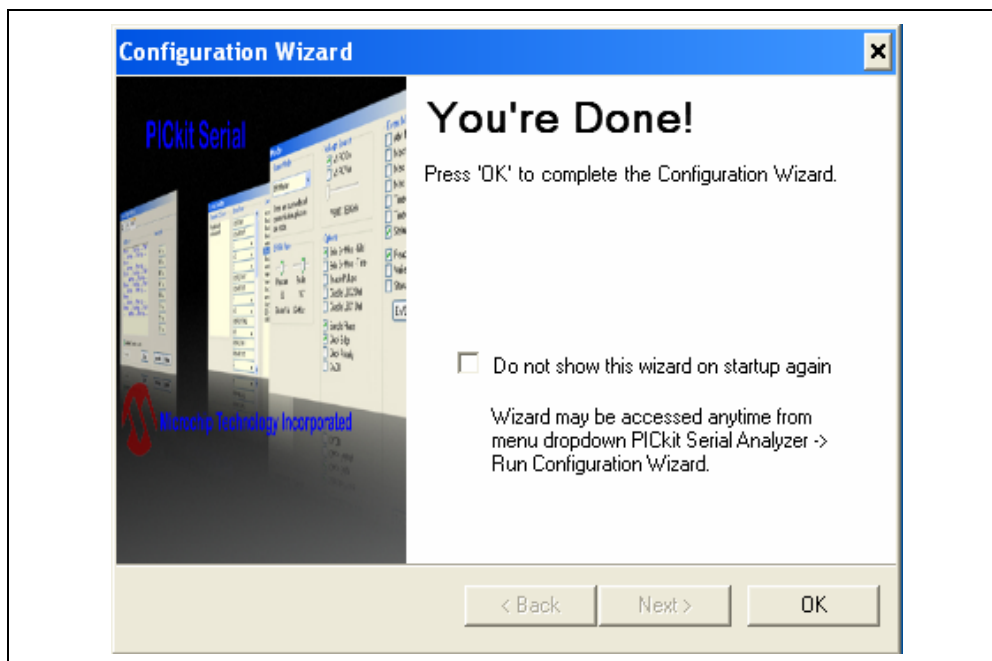 Configuration Wizard
PICkit Serial
Microchip Technology Incorporated
You're Done!
Press 'OK' to complete the Configuration Wizard.
Do not show this wizard on startup again
Wizard may be accessed anytime from
menu dropdown PICkit Serial Analyzer ->
Run Configuration Wizard.
< Back
Next >
OK